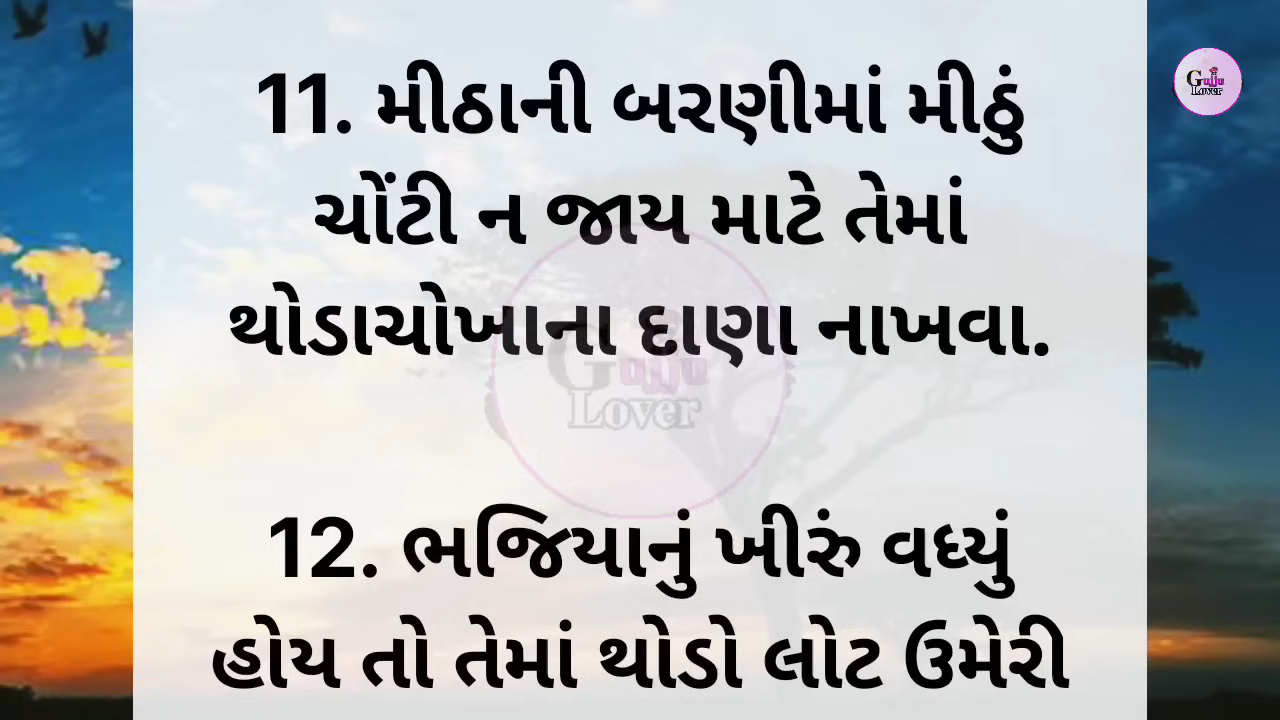 Gujju
Lover
11. મીઠાની બરણીમાં મીઠું
ચોંટી ન જાય માટે તેમાં
થોડાચોખાના દાણા નાખવા.
Gujju
Lover
12. ભજિયાનું ખીરું વધ્યું
હોય તો તેમાં થોડો લોટ ઉમેરી